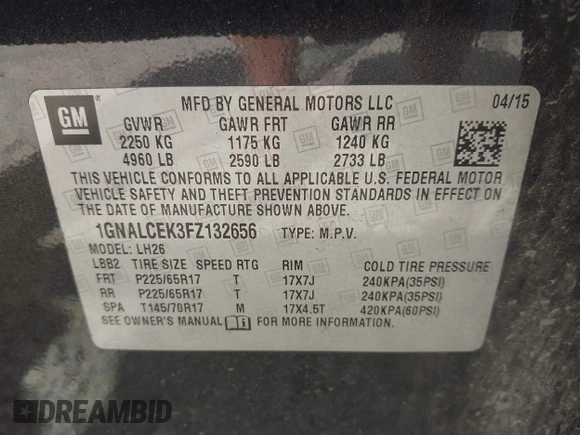 GM ®
MFD BY GENERAL MOTORS LLC 04/15
GVWR GAWR FRT GAWR RR
2250 KG 1175 KG 1240 KG
4960 LB 2590 LB 2733 LB
THIS VEHICLE CONFORMS TO ALL APPLICABLE U.S. FEDERAL MOTOR
VEHICLE SAFETY AND THEFT PREVENTION STANDARDS IN EFFECT ON
THE DATE OF MANUFACTURE SHOWN ABOVE.
1GNALCEK3FZ132656 TYPE: M.P.V.
MODEL: LH26
LBB2 TIRE SIZE SPEED RTG RIM COLD TIRE PRESSURE
FRT P225/65R17 T 17X7J 240KPA(35PSI)
RR P225/65R17 T 17X7J 240KPA(35PSI)
SPA T145/70R17 M 17X4.5T 420KPA(60PSI)
SEE OWNER'S MANUAL FOR MORE INFORMATION.
DREAMBID